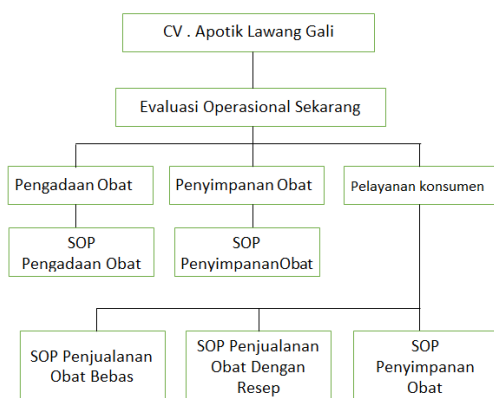 CV . Apotik Lawang Gali
Evaluasi Operasional Sekarang
Pengadaan Obat
Penyimpanan Obat
Pelayanan konsumen
SOP
Pengadaan Obat
SOP
PenyimpananObat
SOP Penjualanan
Obat Bebas
SOP Penjualanan
Obat Dengan
Resep
SOP
Penyimpanan
Obat